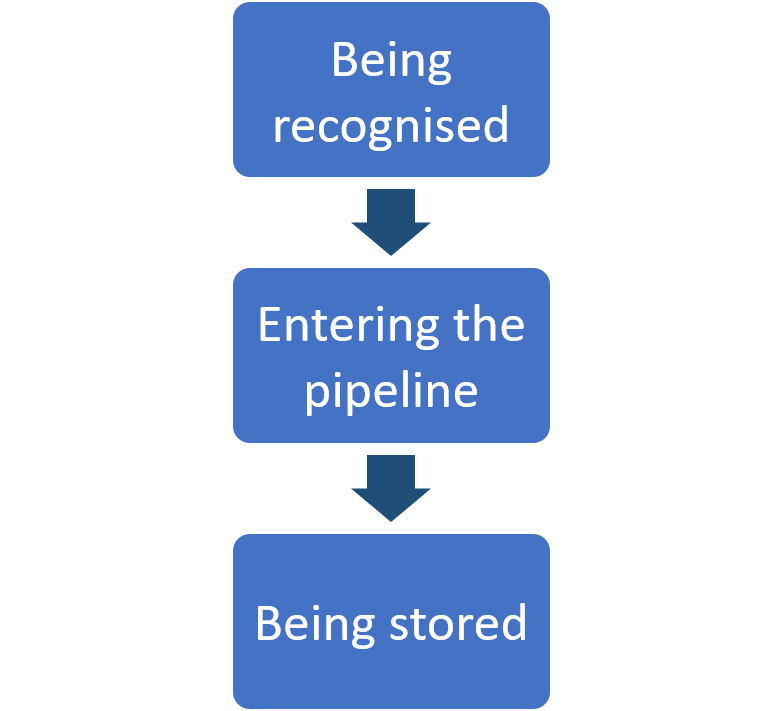 Being
recognised
Entering the
pipeline
Being stored